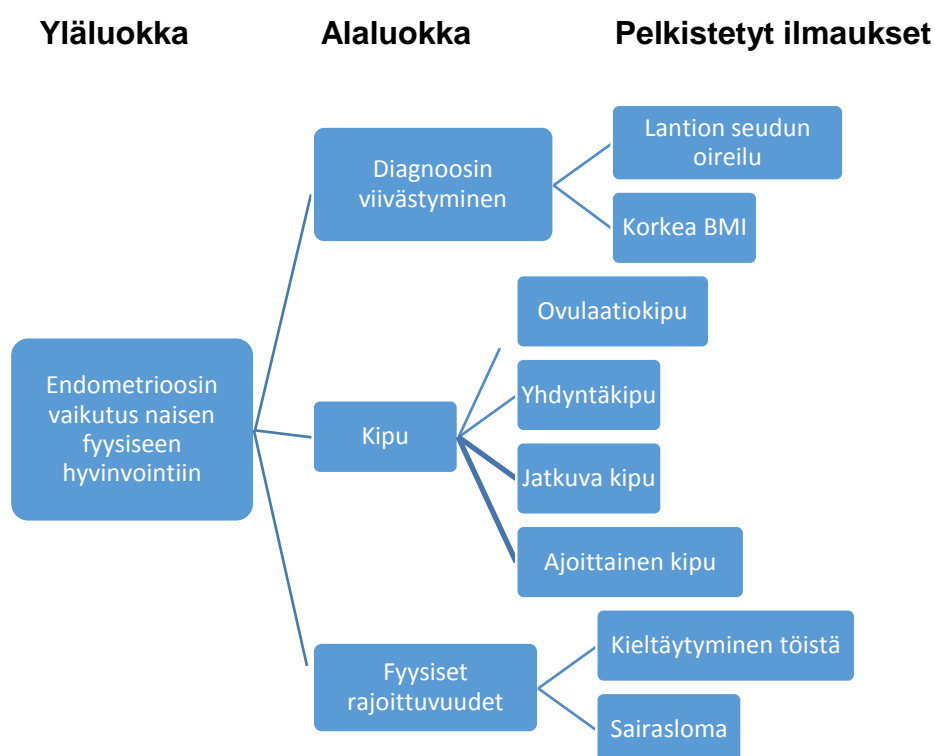 Yläluokka Alaluokka Pelkistetyt ilmaukset
Lantion seudun
oireilu
Diagnoosin
viivästyminen
Korkea BMI
Ovulaatiokipu
Endometrioosin
vaikutus naisen
fyysiseen
hyvinvointiin
Kipu
Yhdyntäkipu
Jatkuva kipu
Ajoittainen kipu
Fyysiset
rajoittuvuudet
Kieltäytyminen töistä
Sairasloma